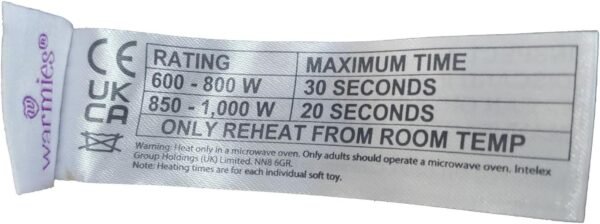 warmies®
CE
UK
CA
RATING MAXIMUM TIME
600 - 800 W 30 SECONDS
850 - 1,000 W 20 SECONDS
ONLY REHEAT FROM ROOM TEMP
Warning: Heat only in a microwave oven. Only adults should operate a microwave oven. Intelex
Group Holdings (UK) Limited. NN8 6GR.
Note: Heating times are for each individual soft toy.